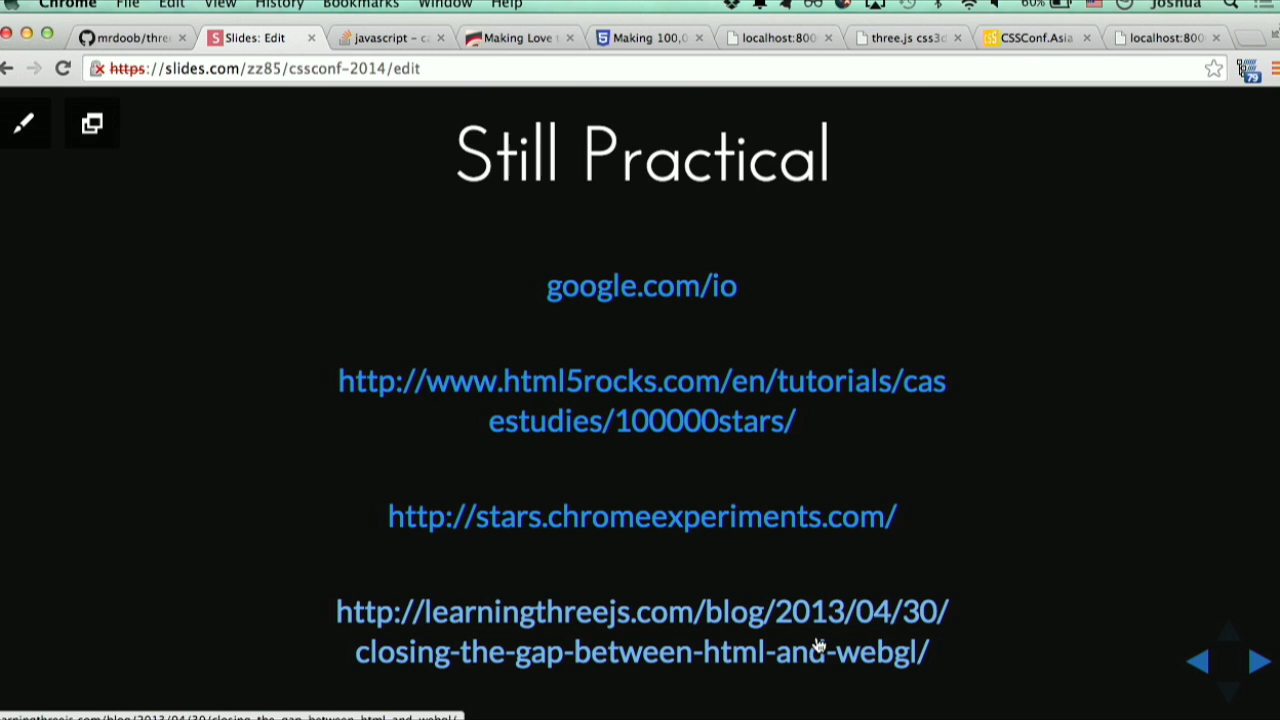 Chrome File Edit View History Bookmarks Window Help 60% Joshua
mrdoob/thre Slides: Edit javascript - ca Making Love Making 100,0 localhost:800 three.js css3d CSSConf.Asia localhost:800
https://slides.com/zz85/cssconf-2014/edit
79
Still Practical
google.com/io
http://www.html5rocks.com/en/tutorials/cas
estudies/100000stars/
http://stars.chromeexperiments.com/
http://learningthreejs.com/blog/2013/04/30/
closing-the-gap-between-html-and-webgl/